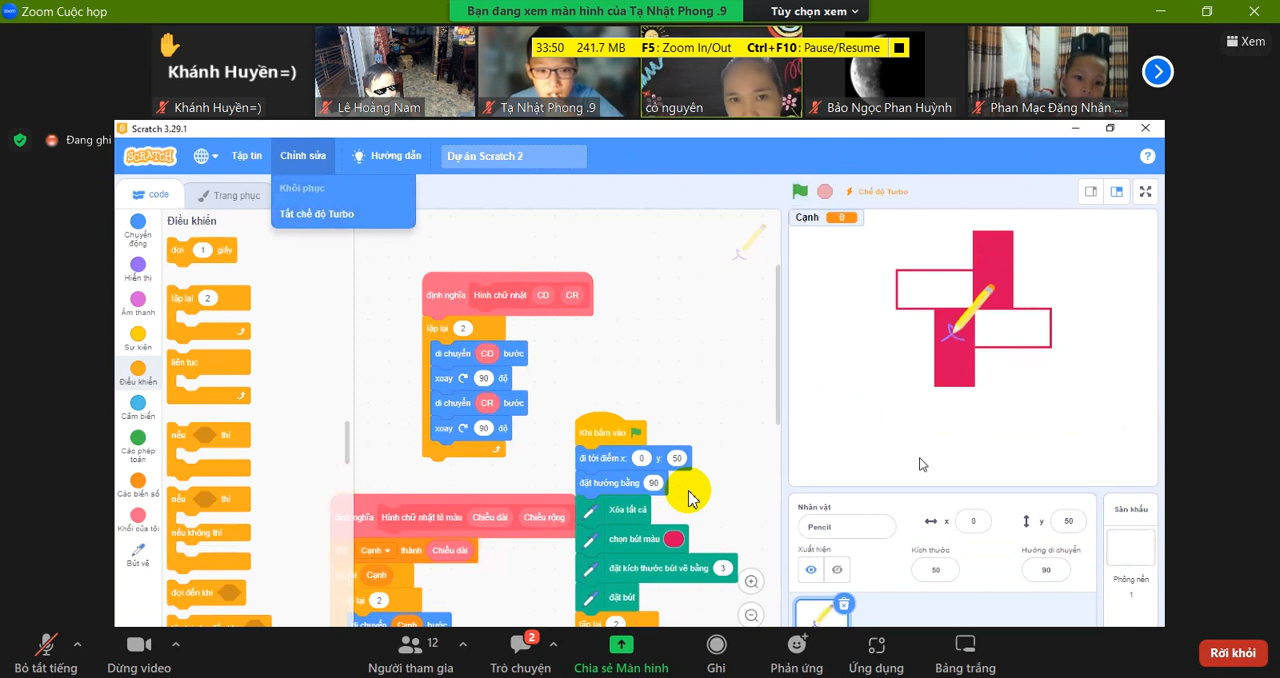 Zoom Cuộc họp
Bạn đang xem màn hình của Tạ Nhật Phong .9
Tùy chọn xem
33:50 241.7 MB F5: Zoom In/Out Ctrl+F10: Pause/Resume
Xem
Khánh Huyền=)
Khánh Huyền=)
Lê Hoàng Nam
Tạ Nhật Phong .9
cô nguyên
Bảo Ngọc Phan Huỳnh
Phan Mạc Đăng Nhân ...
Đang ghi
Scratch 3.29.1
SCRATCH
Tập tin
Chỉnh sửa
Hướng dẫn
Dự án Scratch 2
?
Khôi phục
Tắt chế độ Turbo
code
Trang phục
Chế độ Turbo
Điều khiển
Cạnh 0
Chuyển động
Hiển thị
Âm thanh
Sự kiện
Điều khiển
Cảm biến
Các phép toán
Các biến số
Khối của tôi
Bút vẽ
đợi 1 giây
lặp lại 2
liên tục
nếu thì
nếu thì
nếu không thì
đợi đến khi
định nghĩa Hình chữ nhật CD CR
lặp lại 2
di chuyển CD bước
xoay 90 độ
di chuyển CR bước
xoay 90 độ
Hình chữ nhật tô màu Chiều dài Chiều rộng
Cạnh thành Chiều dài
Cạnh
2
di chuyển Cạnh bước
Khi bấm vào
đi tới điểm x: 0 y: 50
đặt hướng bằng 90
Xóa tất cả
chọn bút màu
đặt kích thước bút vẽ bằng 3
đặt bút
lặp lại 2
Nhân vật
Pencil
x 0
y 50
Xuất hiện
Kích thước
50
Hướng di chuyển
90
Sân khấu
Phông nền
1
Bỏ tắt tiếng
Dừng video
12
Người tham gia
2
Trò chuyện
Chia sẻ Màn hình
Ghi
Phản ứng
Ứng dụng
Bảng trắng
Rời khỏi